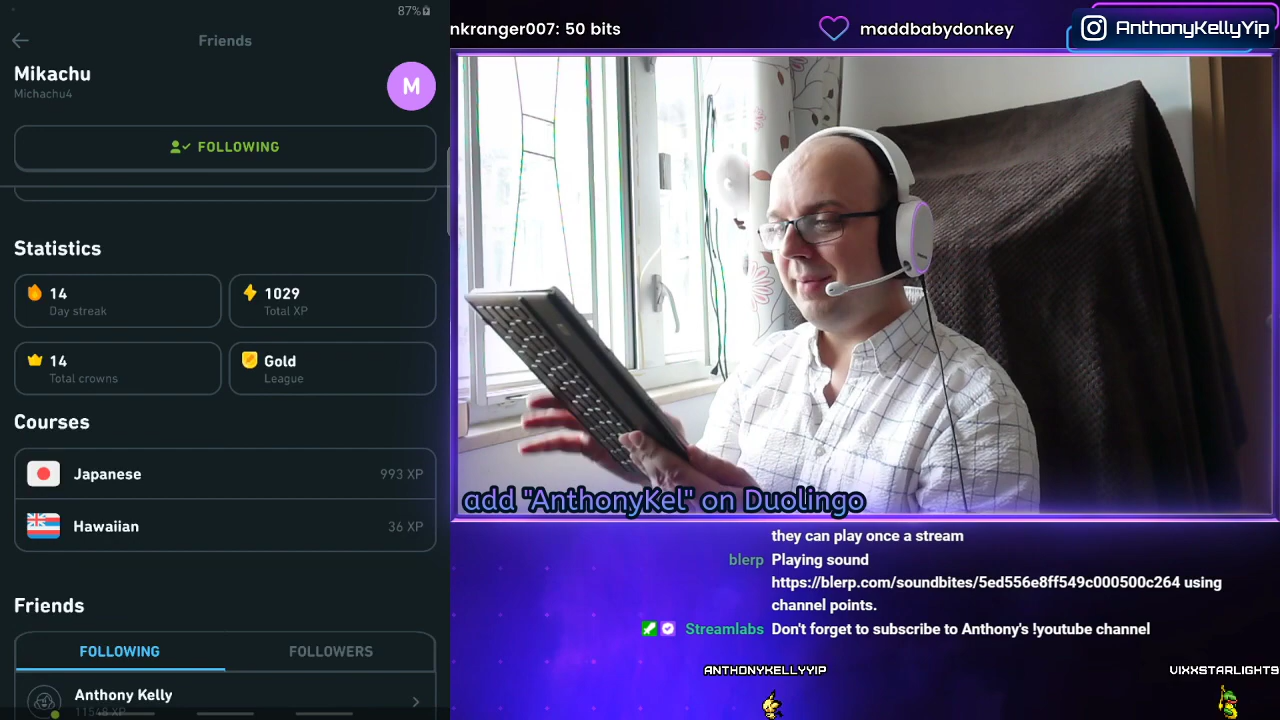 87%
Friends
Mikachu
Michachu4
M
FOLLOWING
Statistics
14
Day streak
1029
Total XP
14
Total crowns
Gold
League
Courses
Japanese 993 XP
Hawaiian 36 XP
Friends
FOLLOWING FOLLOWERS
Anthony Kelly
11548 XP
nkranger007: 50 bits
maddbabydonkey
AnthonyKellyYip
add "AnthonyKel" on Duolingo
they can play once a stream
blerp Playing sound
https://blerp.com/soundbites/5ed556e8ff549c000500c264 using
channel points.
Streamlabs Don't forget to subscribe to Anthony's !youtube channel
ANTHONYKELLYYIP
VIXXSTARLIGHT9